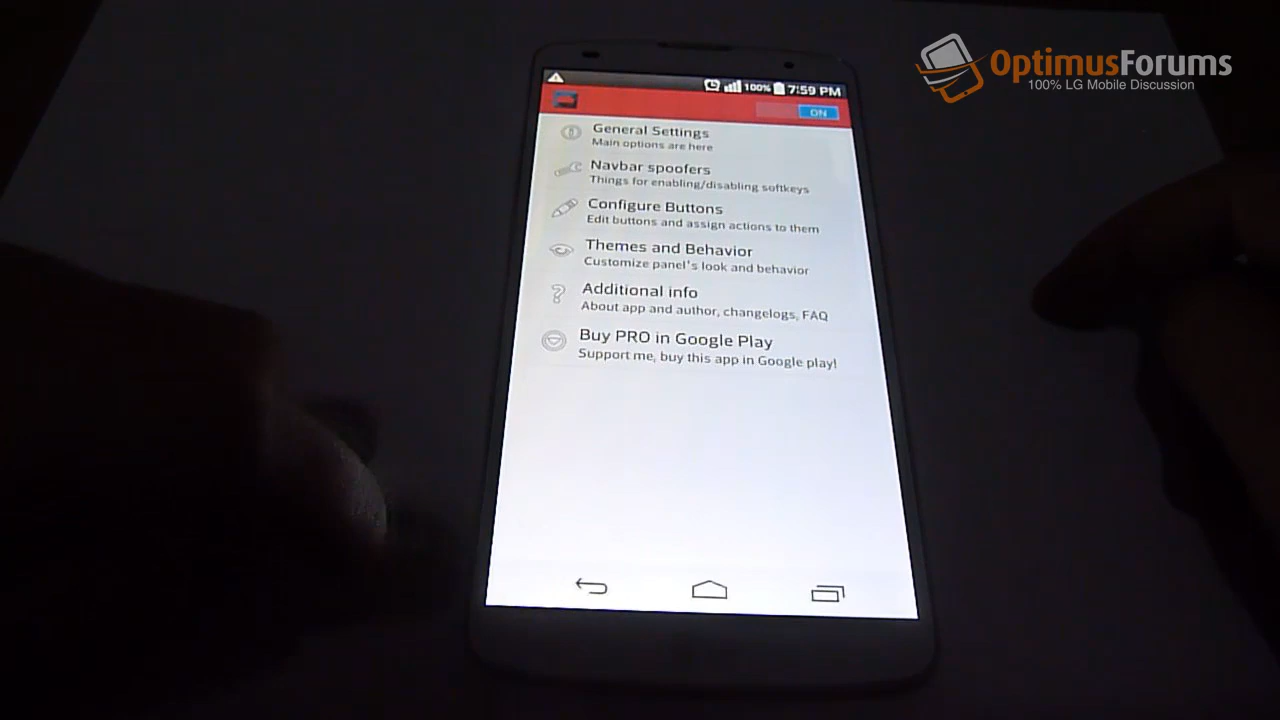 OptimusForums
100% LG Mobile Discussion
100% 7:59 PM
ON
General Settings
Main options are here
Navbar spoofers
Things for enabling/disabling softkeys
Configure Buttons
Edit buttons and assign actions to them
Themes and Behavior
Customize panel's look and behavior
Additional info
About app and author, changelogs, FAQ
Buy PRO in Google Play
Support me, buy this app in Google play!